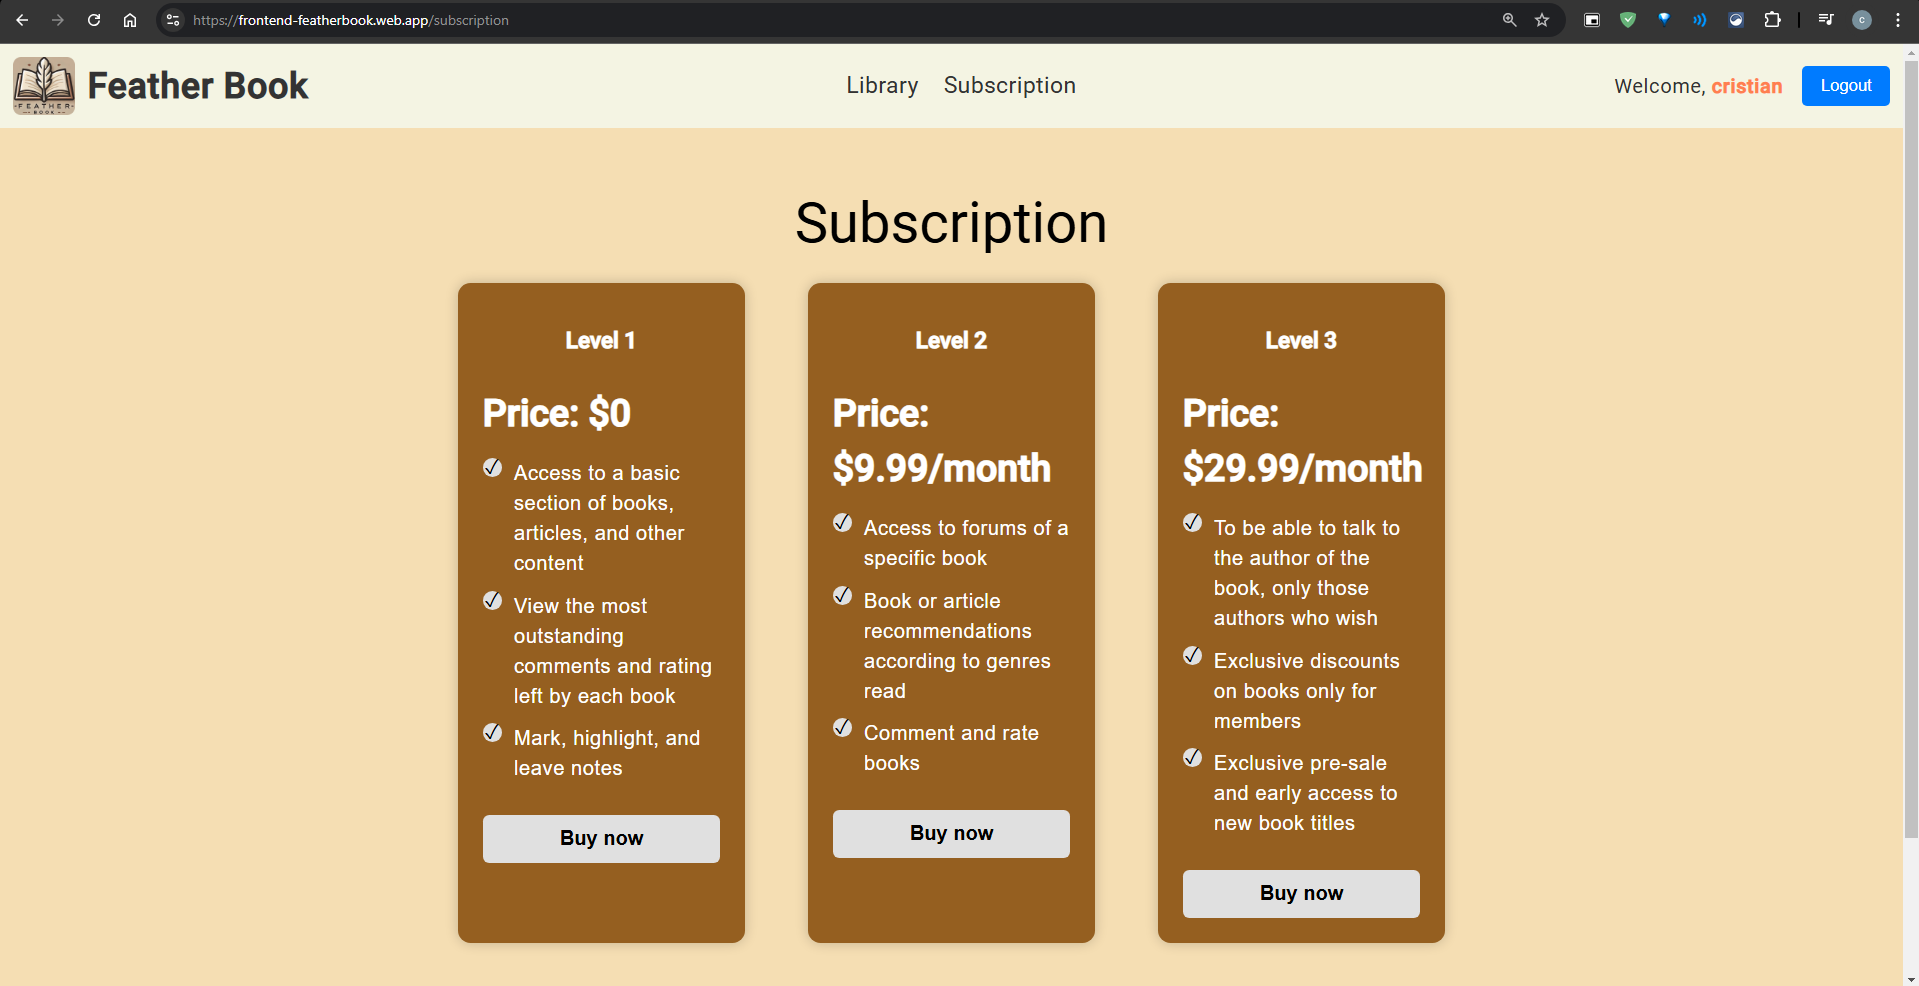 https://frontend-featherbook.web.app/subscription
c
FEATHER
BOOK
Feather Book
Library
Subscription
Welcome, cristian
Logout
Subscription
Level 1
Price: $0
Access to a basic
section of books,
articles, and other
content
View the most
outstanding
comments and rating
left by each book
Mark, highlight, and
leave notes
Buy now
Level 2
Price:
$9.99/month
Access to forums of a
specific book
Book or article
recommendations
according to genres
read
Comment and rate
books
Buy now
Level 3
Price:
$29.99/month
To be able to talk to
the author of the
book, only those
authors who wish
Exclusive discounts
on books only for
members
Exclusive pre-sale
and early access to
new book titles
Buy now